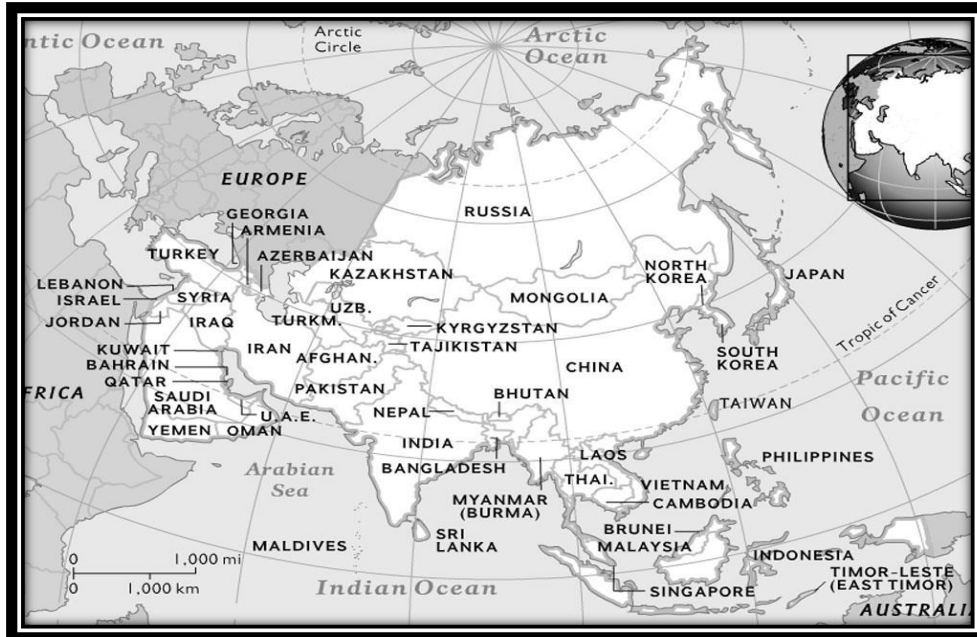 ntic Ocean
Arctic
Circle
Arctic
Ocean
EUROPE
RUSSIA
GEORGIA
ARMENIA
TURKEY
AZERBAIJAN
KAZAKHSTAN
NORTH
KOREA
JAPAN
LEBANON
ISRAEL
SYRIA
MONGOLIA
UZB.
TURKM.
JORDAN
IRAQ
KYRGYZSTAN
TAJIKISTAN
Tropic of Cancer
KUWAIT
BAHRAIN
QATAR
IRAN
AFGHAN.
CHINA
SOUTH
KOREA
FRICA
SAUDI
ARABIA
PAKISTAN
BHUTAN
Pacific
Ocean
TAIWAN
U.A.E.
NEPAL
YEMEN
OMAN
INDIA
BANGLADESH
LAOS
THAI.
PHILIPPINES
Arabian
Sea
VIETNAM
CAMBODIA
MYANMAR
(BURMA)
BRUNEI
MALAYSIA
SRI
LANKA
MALDIVES
INDONESIA
0 1,000 mi
0 1,000 km
Indian Ocean
SINGAPORE
TIMOR-LESTE
(EAST TIMOR)
AUSTRALI